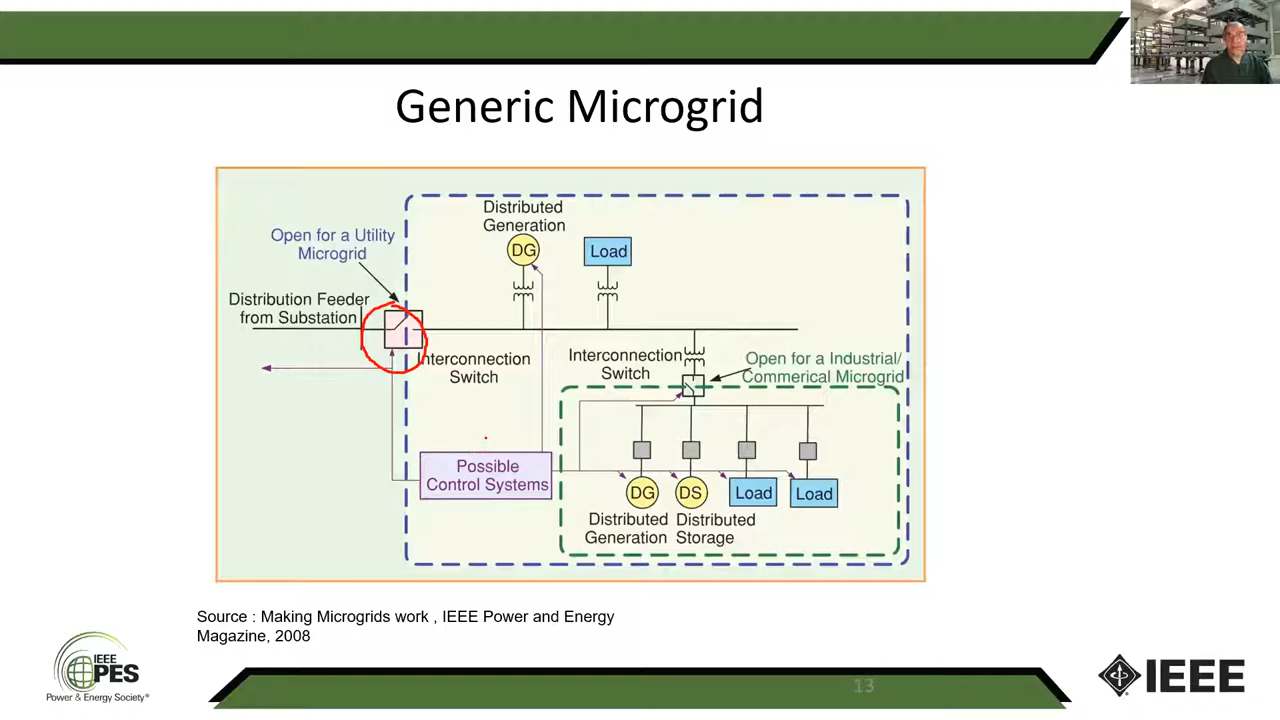 Generic Microgrid
Distributed
Generation
DG
Load
Open for a Utility
Microgrid
Distribution Feeder
from Substation
Interconnection
Switch
Interconnection
Switch
Open for a Industrial/
Commerical Microgrid
Possible
Control Systems
DG
DS
Load
Load
Distributed
Generation
Distributed
Storage
Source : Making Microgrids work , IEEE Power and Energy
Magazine, 2008
IEEE
PES
Power & Energy Society®
13
IEEE